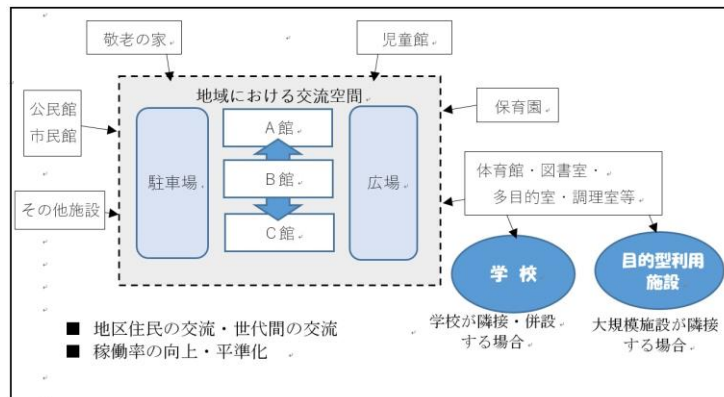 敬老の家
児童館
地域における交流空間
公民館
市民館
保育園
A館
駐車場
B館
広場
体育館・図書室・
多目的室・調理室等
その他施設
C館
学 校
目的型利用
施設
■ 地区住民の交流・世代間の交流
■ 稼働率の向上・平準化
学校が隣接・併設
する場合
大規模施設が隣接
する場合